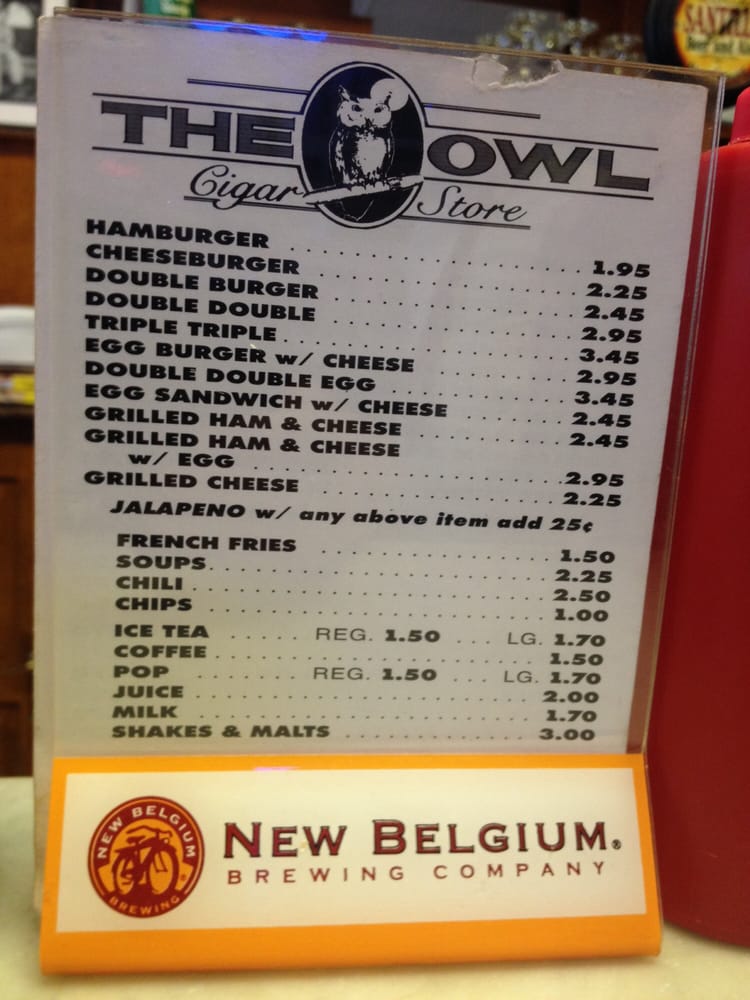 SAN
Beer and
THE OWL
Cigar Store
HAMBURGER . . . . . . . . . . . . . . . . . . . . 1.95
CHEESEBURGER . . . . . . . . . . . . . . . . . . 2.25
DOUBLE BURGER . . . . . . . . . . . . . . . . . 2.45
DOUBLE DOUBLE . . . . . . . . . . . . . . . . . 2.95
TRIPLE TRIPLE . . . . . . . . . . . . . . . . . . . 3.45
EGG BURGER w/ CHEESE . . . . . . . . . . . 2.95
DOUBLE DOUBLE EGG . . . . . . . . . . . . . 3.45
EGG SANDWICH w/ CHEESE . . . . . . . . . 2.45
GRILLED HAM & CHEESE . . . . . . . . . . . 2.45
GRILLED HAM & CHEESE
w/ EGG . . . . . . . . . . . . . . . . . . . . . . 2.95
GRILLED CHEESE . . . . . . . . . . . . . . . . . 2.25
JALAPENO w/ any above item add 25¢
FRENCH FRIES . . . . . . . . . . . . . . . . . 1.50
SOUPS . . . . . . . . . . . . . . . . . . . . . . . 2.25
CHILI . . . . . . . . . . . . . . . . . . . . . . . . 2.50
CHIPS . . . . . . . . . . . . . . . . . . . . . . . 1.00
ICE TEA . . . . . REG. 1.50 . . . LG. 1.70
COFFEE . . . . . . . . . . . . . . . . . . . . . . 1.50
POP . . . . . . . REG. 1.50 . . . LG. 1.70
JUICE . . . . . . . . . . . . . . . . . . . . . . . 2.00
MILK . . . . . . . . . . . . . . . . . . . . . . . . 1.70
SHAKES & MALTS . . . . . . . . . . . . . . 3.00
NEW BELGIUM BREWING
NEW BELGIUM®
BREWING COMPANY